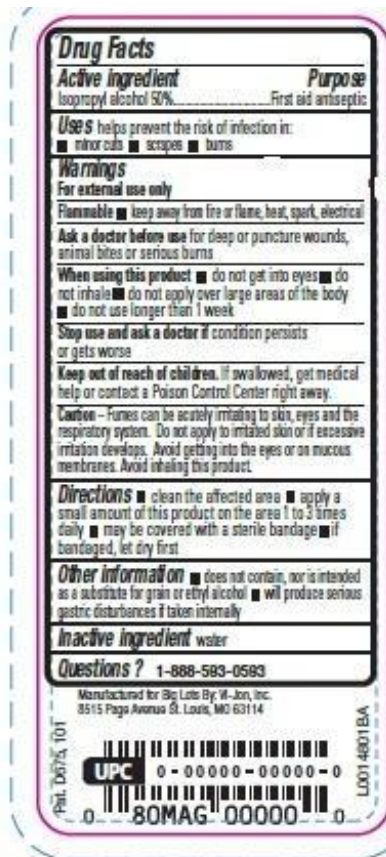 Drug Facts
Active ingredient Purpose
Isopropyl alcohol 50%..............................First aid antiseptic
Uses helps prevent the risk of infection in:
■ minor cuts ■ scrapes ■ burns
Warnings
For external use only
Flammable ■ keep away from fire or flame, heat, spark, electrical
Ask a doctor before use for deep or puncture wounds,
animal bites or serious burns
When using this product ■ do not get into eyes ■ do
not inhale ■ do not apply over large areas of the body
■ do not use longer than 1 week
Stop use and ask a doctor if condition persists
or gets worse
Keep out of reach of children. If swallowed, get medical
help or contact a Poison Control Center right away.
Caution – Fumes can be acutely irritating to skin, eyes and the
respiratory system. Do not apply to irritated skin or if excessive
irritation develops. Avoid getting into the eyes or on mucous
membranes. Avoid inhaling this product.
Directions ■ clean the affected area ■ apply a
small amount of this product on the area 1 to 3 times
daily ■ may be covered with a sterile bandage ■ if
bandaged, let dry first
Other information ■ does not contain, nor is intended
as a substitute for grain or ethyl alcohol ■ will produce serious
gastric disturbances if taken internally
Inactive ingredient water
Questions ? 1-888-593-0593
Manufactured for Big Lots By: Vi-Jon, Inc.
8515 Page Avenue St. Louis, MO 63114
Pat. D675, 101
UPC 0-00000-00000-0
0 80MAG 00000 0
L0014801BA